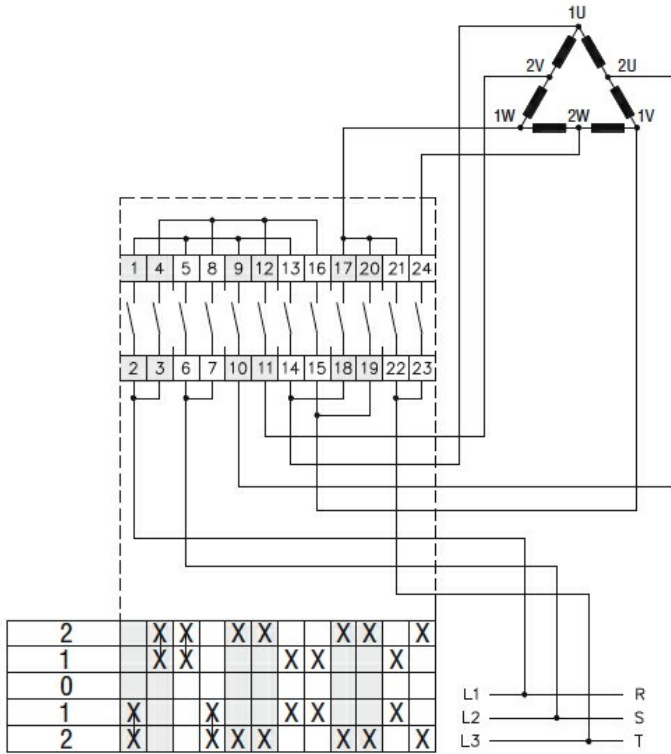 1U
2V 2U
1W 2W 1V
1 4 5 8 9 12 13 16 17 20 21 24
2 3 6 7 10 11 14 15 18 19 22 23
2 X X X X X X X
1 X X X X X
0
1 X X X X X
2 X X X X X X X
L1 R
L2 S
L3 T